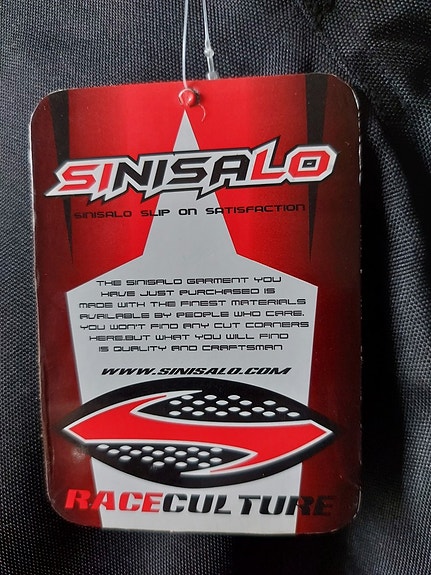 SINISALO
SINISALO SLIP ON SATISFACTION
THE SINISALO GARMENT YOU
HAVE JUST PURCHASED IS
MADE WITH THE FINEST MATERIALS
AVAILABLE BY PEOPLE WHO CARE.
YOU WON'T FIND ANY CUT CORNERS
HERE.BUT WHAT YOU WILL FIND
IS QUALITY AND CRAFTSMAN
WWW.SINISALO.COM
RACECULTURE